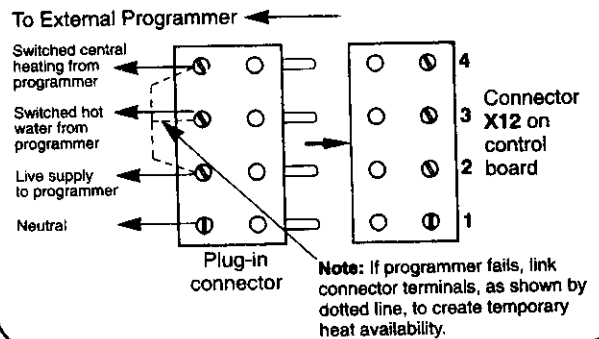 To External Programmer
Switched central
heating from
programmer
Switched hot
water from
programmer
Live supply
to programmer
Neutral
Plug-in
connector
4
3
2
1
Connector
X12 on
control
board
Note: If programmer fails, link
connector terminals, as shown by
dotted line, to create temporary
heat availability.